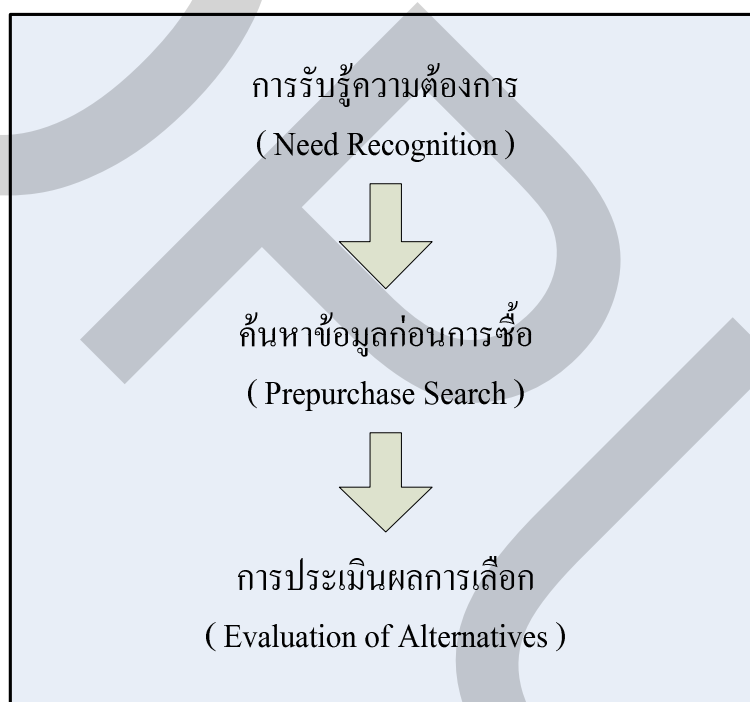 การรับรู้ความต้องการ
( Need Recognition )
ค้นหาข้อมูลก่อนการซื้อ
( Prepurchase Search )
การประเมินผลการเลือก
( Evaluation of Alternatives )